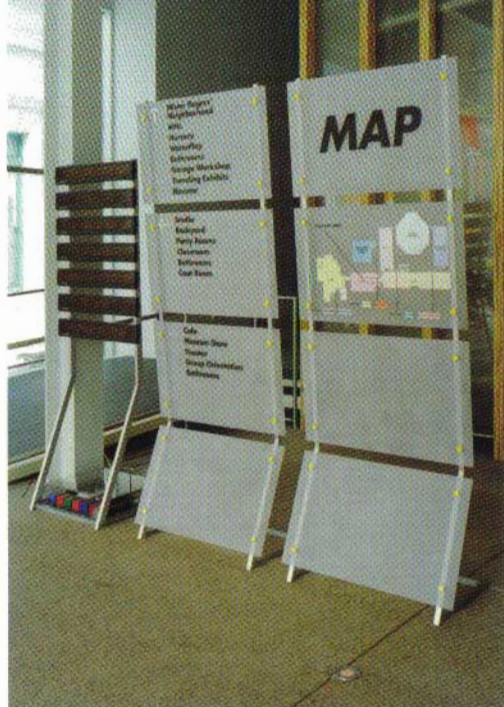 Mister Rogers'
Neighborhood
Nursery
Waterplay
Bathrooms
Garage Workshop
Traveling Exhibits
Studio
Backyard
Party Rooms
Classroom
Bathrooms
Coat Room
Cafe
Museum Store
Theater
Group Orientation
Bathrooms
MAP